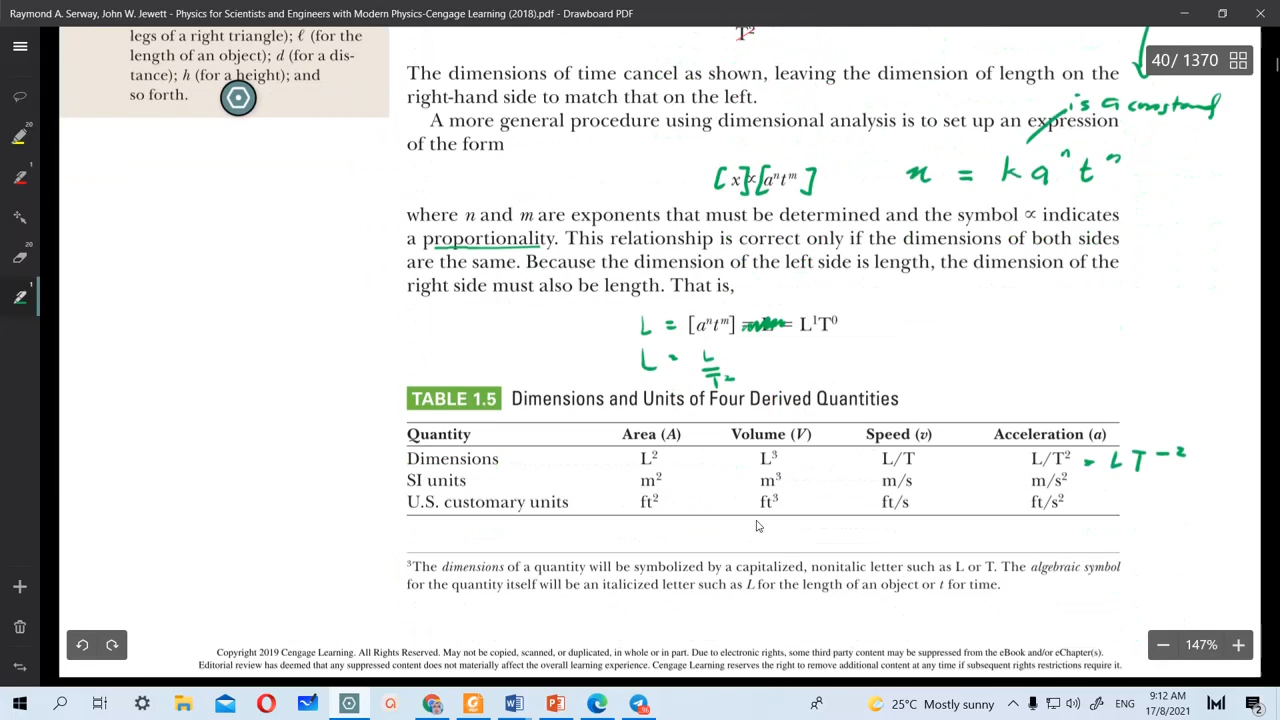 Raymond A. Serway, John W. Jewett - Physics for Scientists and Engineers with Modern Physics-Cengage Learning (2018).pdf - Drawboard PDF
legs of a right triangle); ℓ (for the
length of an object); d (for a dis-
tance); h (for a height); and
so forth.
T²
40 / 1370
The dimensions of time cancel as shown, leaving the dimension of length on the
right-hand side to match that on the left.
is a constant
A more general procedure using dimensional analysis is to set up an expression
of the form
[x]∝[aⁿtᵐ]
x = k aⁿ tᵐ
where n and m are exponents that must be determined and the symbol ∝ indicates
a proportionality. This relationship is correct only if the dimensions of both sides
are the same. Because the dimension of the left side is length, the dimension of the
right side must also be length. That is,
L = [aⁿtᵐ] = L¹T⁰
L = L/T²
TABLE 1.5 Dimensions and Units of Four Derived Quantities
Quantity Area (A) Volume (V) Speed (v) Acceleration (a)
Dimensions L² L³ L/T L/T² = L T⁻²
SI units m² m³ m/s m/s²
U.S. customary units ft² ft³ ft/s ft/s²
³The dimensions of a quantity will be symbolized by a capitalized, nonitalic letter such as L or T. The algebraic symbol
for the quantity itself will be an italicized letter such as L for the length of an object or t for time.
Copyright 2019 Cengage Learning. All Rights Reserved. May not be copied, scanned, or duplicated, in whole or in part. Due to electronic rights, some third party content may be suppressed from the eBook and/or eChapter(s).
Editorial review has deemed that any suppressed content does not materially affect the overall learning experience. Cengage Learning reserves the right to remove additional content at any time if subsequent rights restrictions require it.
147%
20
1
20
1
25°C Mostly sunny
ENG
9:12 AM
17/8/2021
2